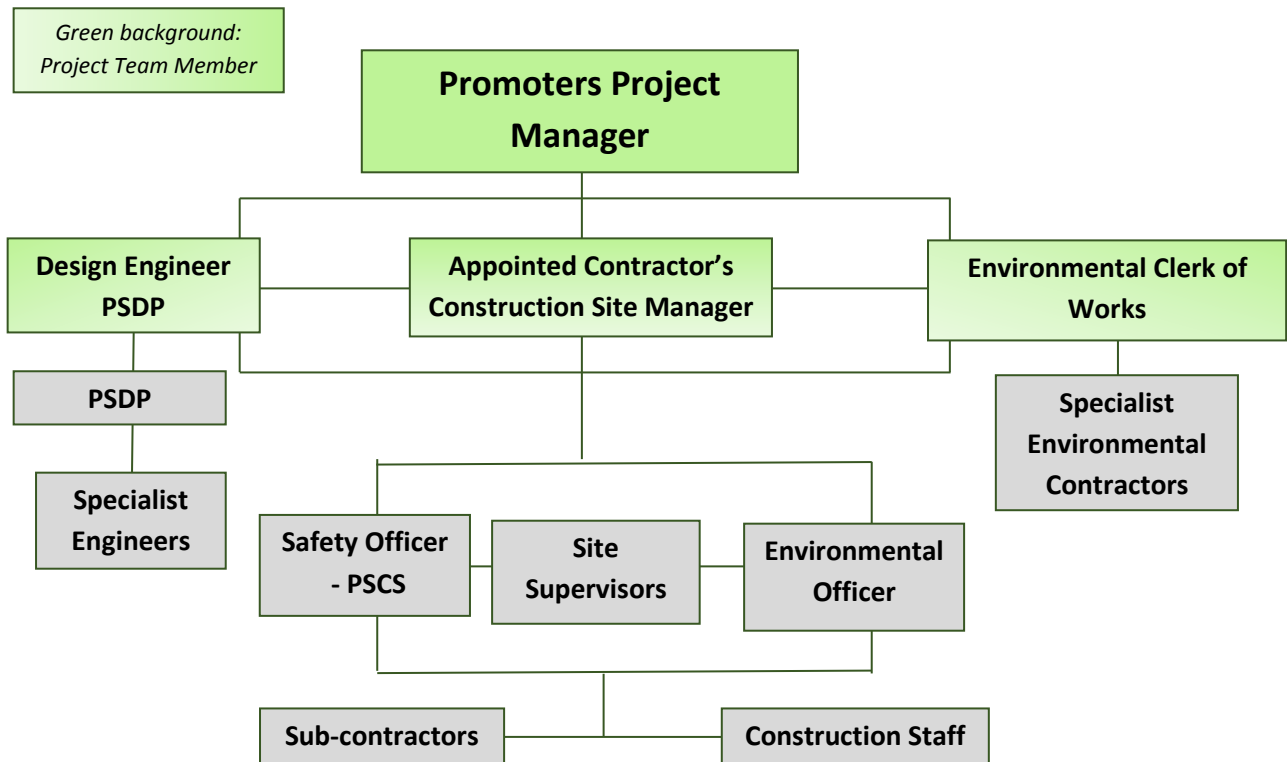 Green background:
Project Team Member
Promoters Project
Manager
Design Engineer
PSDP
Appointed Contractor’s
Construction Site Manager
Environmental Clerk of
Works
PSDP
Specialist
Engineers
Specialist
Environmental
Contractors
Safety Officer
- PSCS
Site
Supervisors
Environmental
Officer
Sub-contractors
Construction Staff